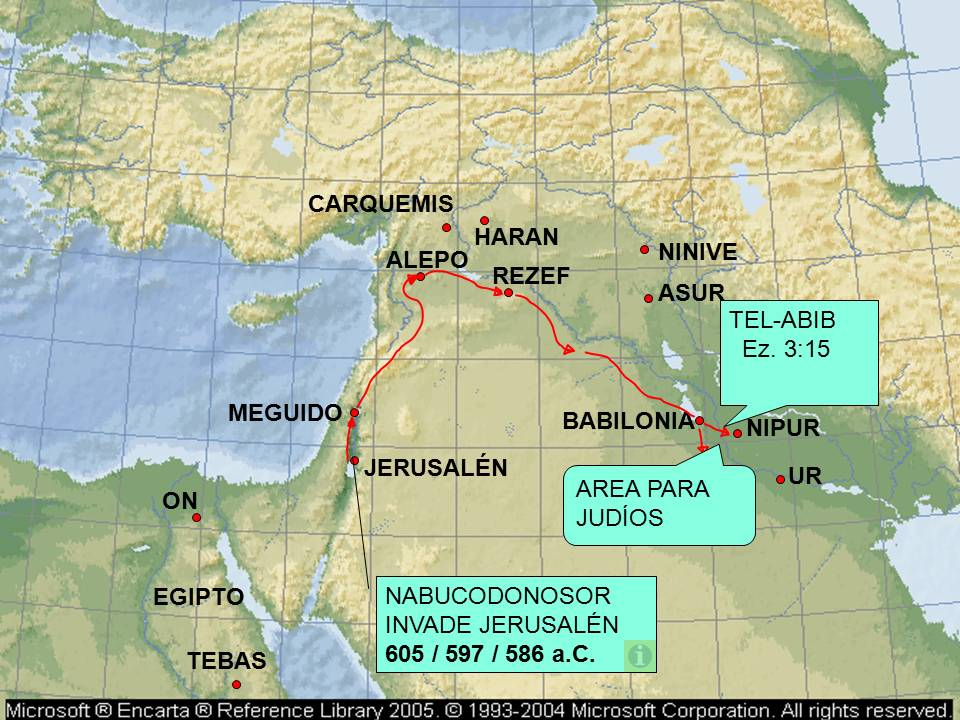 CARQUEMIS
HARAN
ALEPO
NINIVE
REZEF
ASUR
TEL-ABIB
Ez. 3:15
MEGUIDO
BABILONIA
NIPUR
JERUSALÉN
UR
AREA PARA
JUDÍOS
ON
EGIPTO
NABUCODONOSOR
INVADE JERUSALÉN
605 / 597 / 586 a.C.
TEBAS
Microsoft ® Encarta ® Reference Library 2005. © 1993-2004 Microsoft Corporation. All rights reserved.